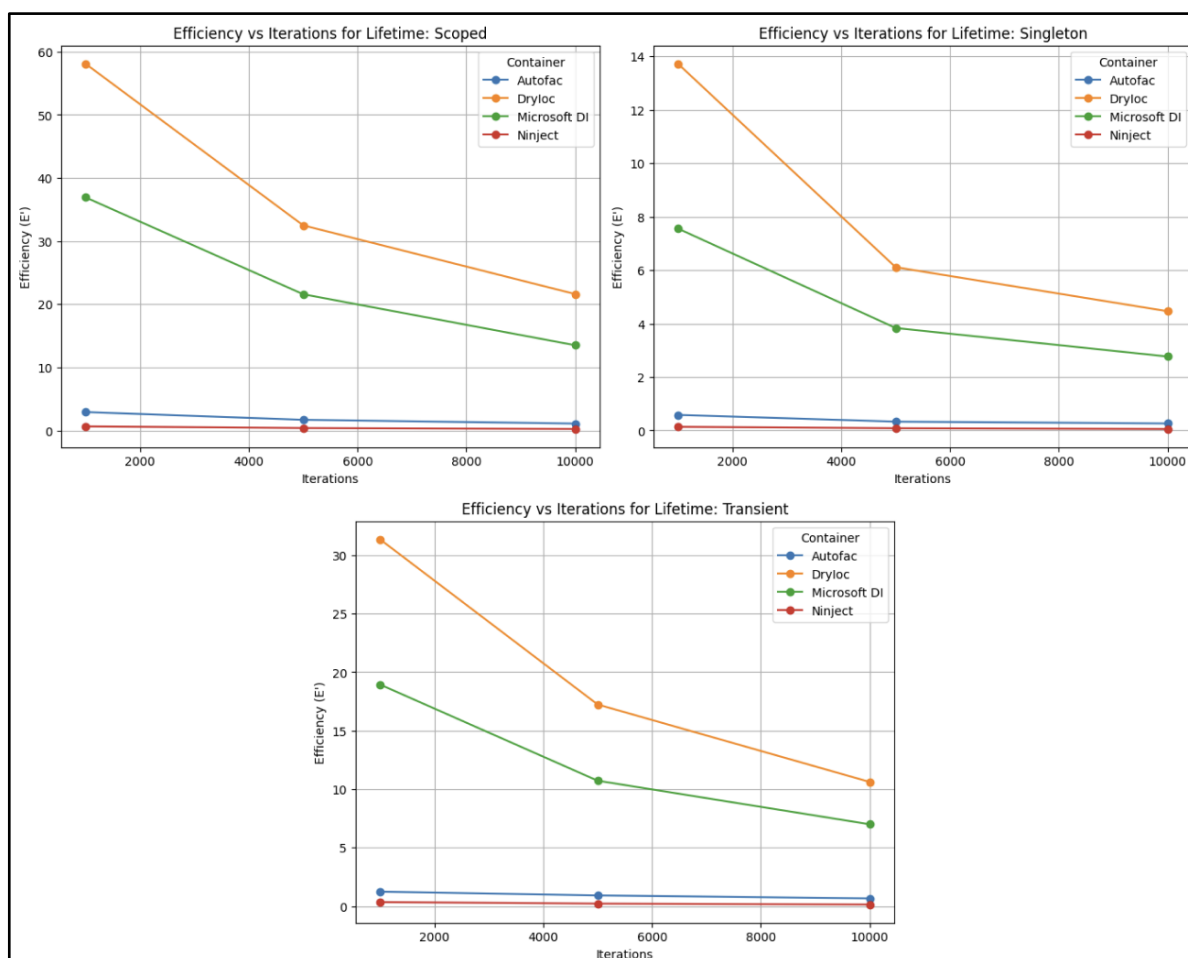 Efficiency vs Iterations for Lifetime: Scoped
60
50
40
30
20
10
0
Efficiency (E')
2000 4000 6000 8000 10000
Iterations
Container
Autofac
DryIoc
Microsoft DI
Ninject
Efficiency vs Iterations for Lifetime: Singleton
14
12
10
8
6
4
2
0
Efficiency (E')
2000 4000 6000 8000 10000
Iterations
Container
Autofac
DryIoc
Microsoft DI
Ninject
Efficiency vs Iterations for Lifetime: Transient
30
25
20
15
10
5
0
Efficiency (E')
2000 4000 6000 8000 10000
Iterations
Container
Autofac
DryIoc
Microsoft DI
Ninject